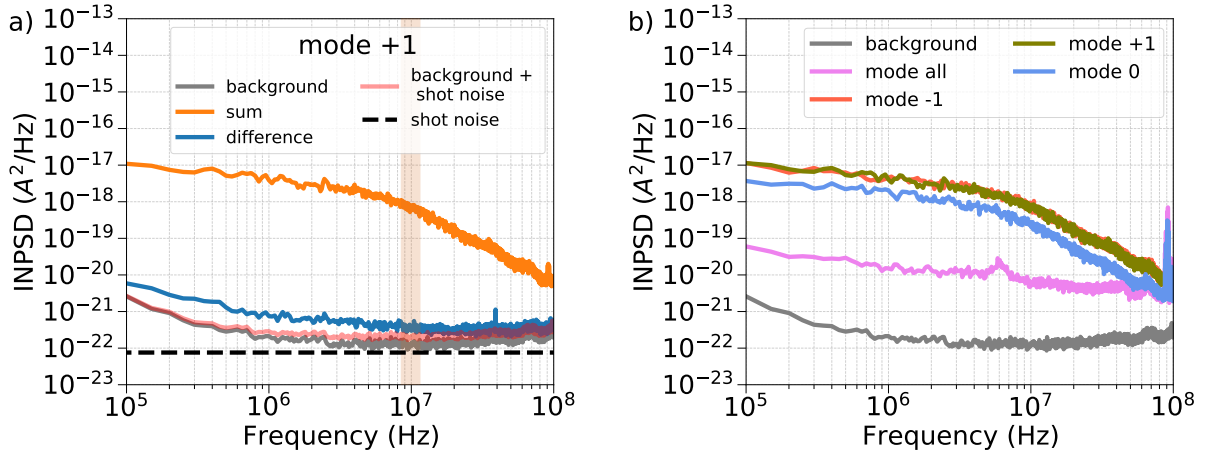 a)
mode +1
background
sum
difference
background +
shot noise
shot noise
10^-13
10^-14
10^-15
10^-16
10^-17
10^-18
10^-19
10^-20
10^-21
10^-22
10^-23
INPSD (A^2/Hz)
10^5
10^6
10^7
10^8
Frequency (Hz)
b)
background
mode all
mode -1
mode +1
mode 0
10^-13
10^-14
10^-15
10^-16
10^-17
10^-18
10^-19
10^-20
10^-21
10^-22
10^-23
INPSD (A^2/Hz)
10^5
10^6
10^7
10^8
Frequency (Hz)